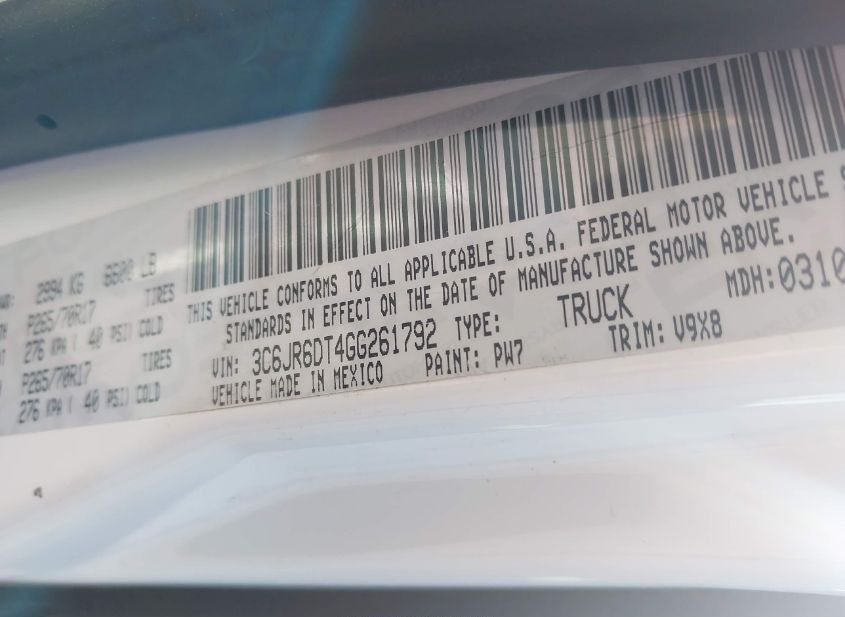 2994 KG 6600 LB
P265/70R17 TIRES
276 KPA ( 40 PSI) COLD
P265/70R17 TIRES
276 KPA ( 40 PSI) COLD
THIS VEHICLE CONFORMS TO ALL APPLICABLE U.S.A. FEDERAL MOTOR VEHICLE
STANDARDS IN EFFECT ON THE DATE OF MANUFACTURE SHOWN ABOVE.
VIN: 3C6JR6DT4GG261792 TYPE: TRUCK MDH:0310
VEHICLE MADE IN MEXICO PAINT: PW7 TRIM: V9X8